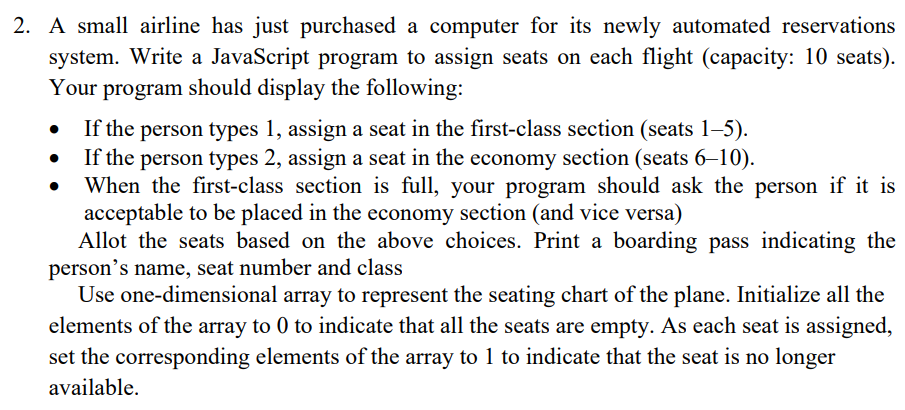 2. A small airline has just purchased a computer for its newly automated reservations
system. Write a JavaScript program to assign seats on each flight (capacity: 10 seats).
Your program should display the following:
• If the person types 1, assign a seat in the first-class section (seats 1–5).
• If the person types 2, assign a seat in the economy section (seats 6–10).
• When the first-class section is full, your program should ask the person if it is
acceptable to be placed in the economy section (and vice versa)
Allot the seats based on the above choices. Print a boarding pass indicating the
person’s name, seat number and class
Use one-dimensional array to represent the seating chart of the plane. Initialize all the
elements of the array to 0 to indicate that all the seats are empty. As each seat is assigned,
set the corresponding elements of the array to 1 to indicate that the seat is no longer
available.